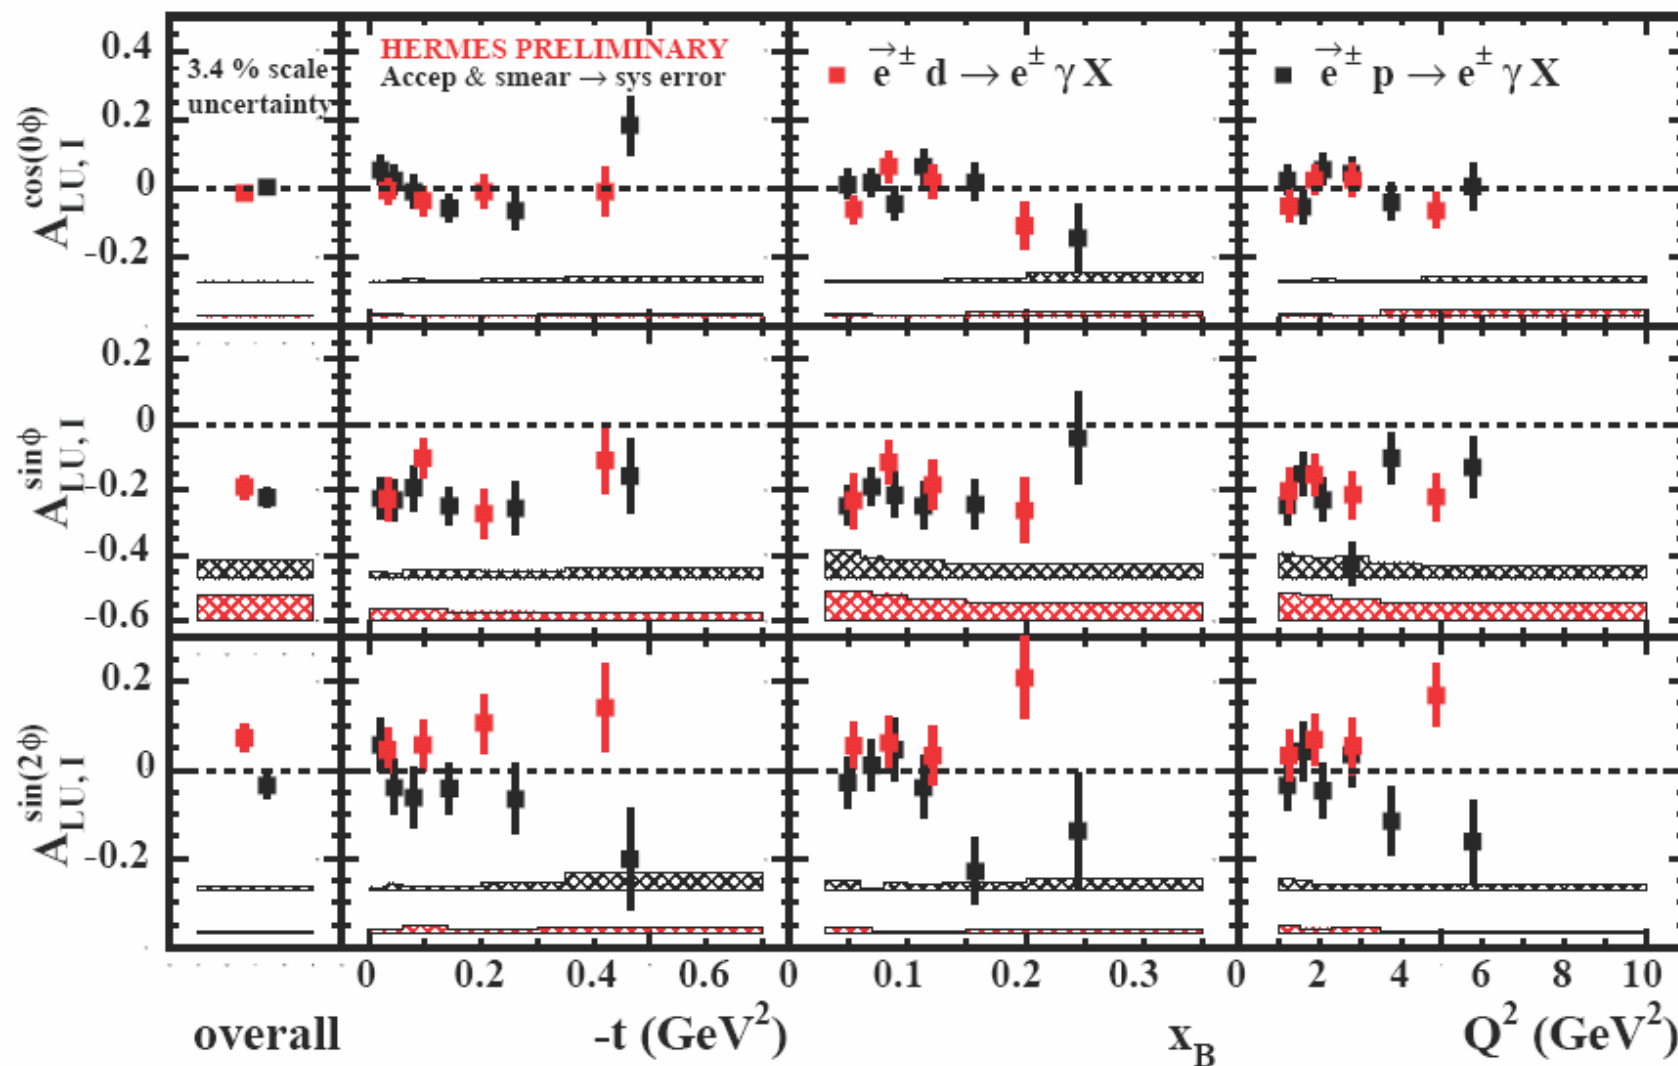 HERMES PRELIMINARY
3.4 % scale uncertainty
Accep & smear → sys error
e⃗± d → e± γ X
e⃗± p → e± γ X
A_LU, I^cos(0ϕ)
0.4
0.2
0
-0.2
A_LU, I^sinϕ
0.2
0
-0.2
-0.4
-0.6
A_LU, I^sin(2ϕ)
0.2
0
-0.2
0 0.2 0.4 0.6
0 0.1 0.2 0.3
0 2 4 6 8 10
overall
-t (GeV²)
x_B
Q² (GeV²)